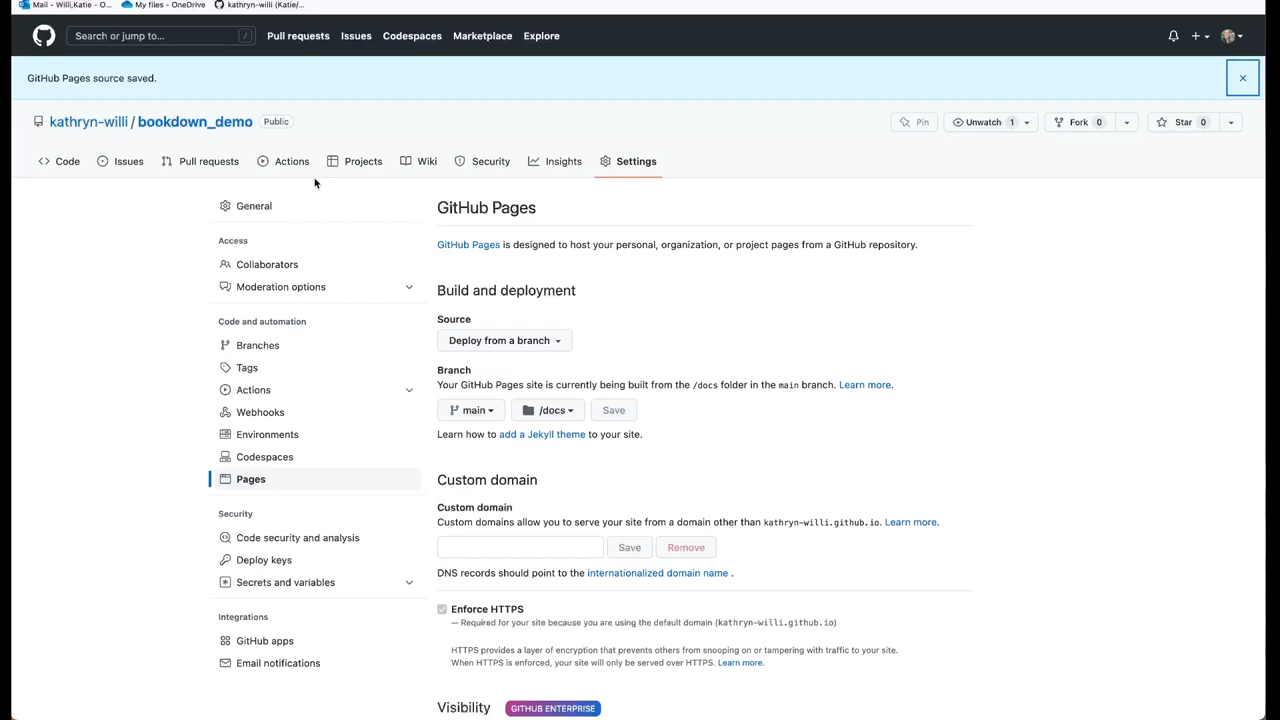 Mail - Willi,Katie - O... My files - OneDrive kathryn-willi (Katie/...
Search or jump to... / Pull requests Issues Codespaces Marketplace Explore
GitHub Pages source saved.
kathryn-willi / bookdown_demo Public Pin Unwatch 1 Fork 0 Star 0
Code Issues Pull requests Actions Projects Wiki Security Insights Settings
General
Access
Collaborators
Moderation options
Code and automation
Branches
Tags
Actions
Webhooks
Environments
Codespaces
Pages
Security
Code security and analysis
Deploy keys
Secrets and variables
Integrations
GitHub apps
Email notifications
GitHub Pages
GitHub Pages is designed to host your personal, organization, or project pages from a GitHub repository.
Build and deployment
Source
Deploy from a branch
Branch
Your GitHub Pages site is currently being built from the /docs folder in the main branch. Learn more.
main /docs Save
Learn how to add a Jekyll theme to your site.
Custom domain
Custom domain
Custom domains allow you to serve your site from a domain other than kathryn-willi.github.io. Learn more.
Save Remove
DNS records should point to the internationalized domain name .
Enforce HTTPS
— Required for your site because you are using the default domain (kathryn-willi.github.io)
HTTPS provides a layer of encryption that prevents others from snooping on or tampering with traffic to your site.
When HTTPS is enforced, your site will only be served over HTTPS. Learn more.
Visibility GITHUB ENTERPRISE